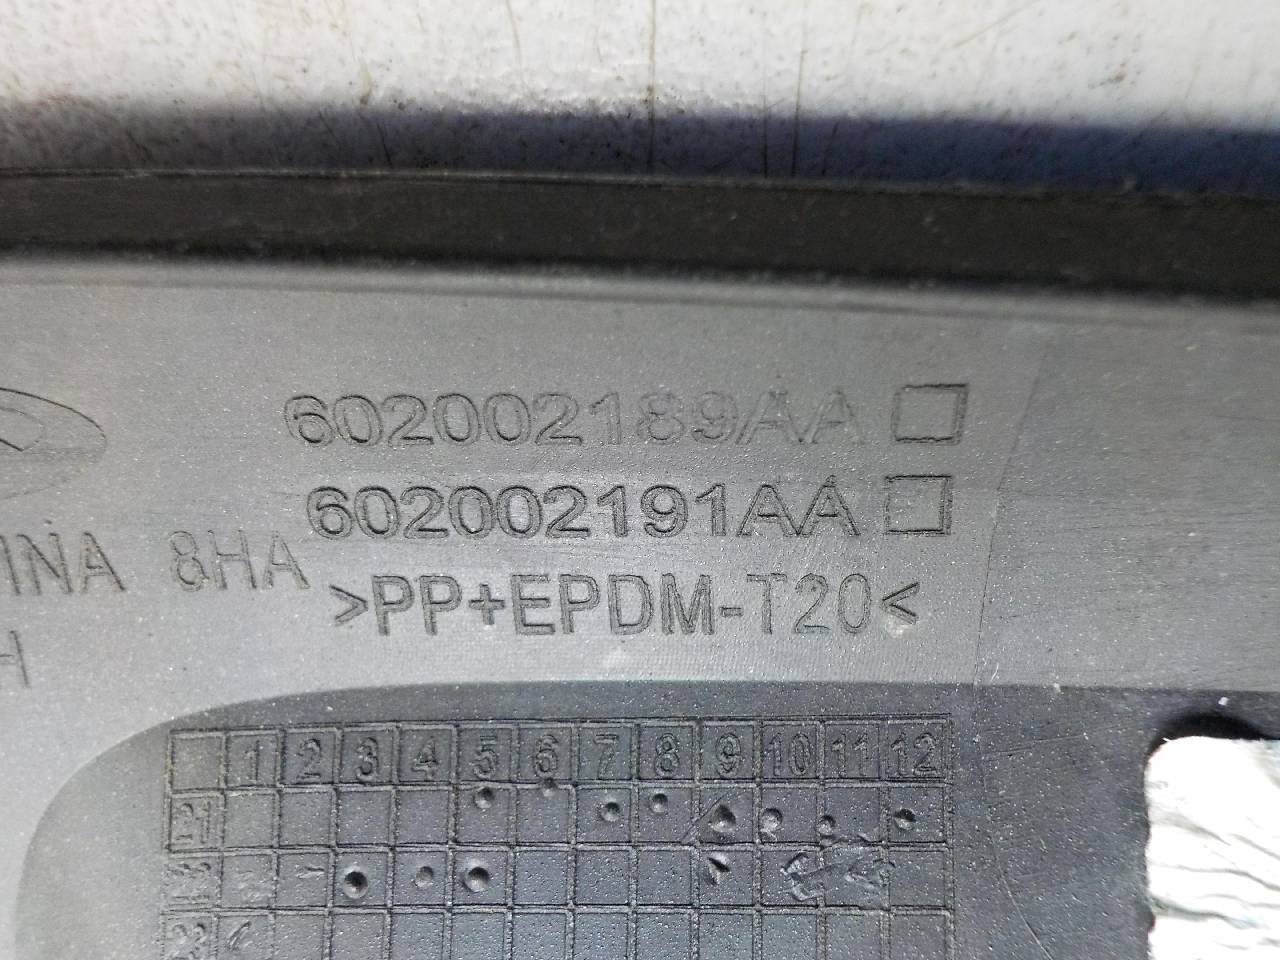 602002189AA
602002191AA
INA 8HA
>PP+EPDM-T20<
H
1 2 3 4 5 6 7 8 9 10 11 12
21
23